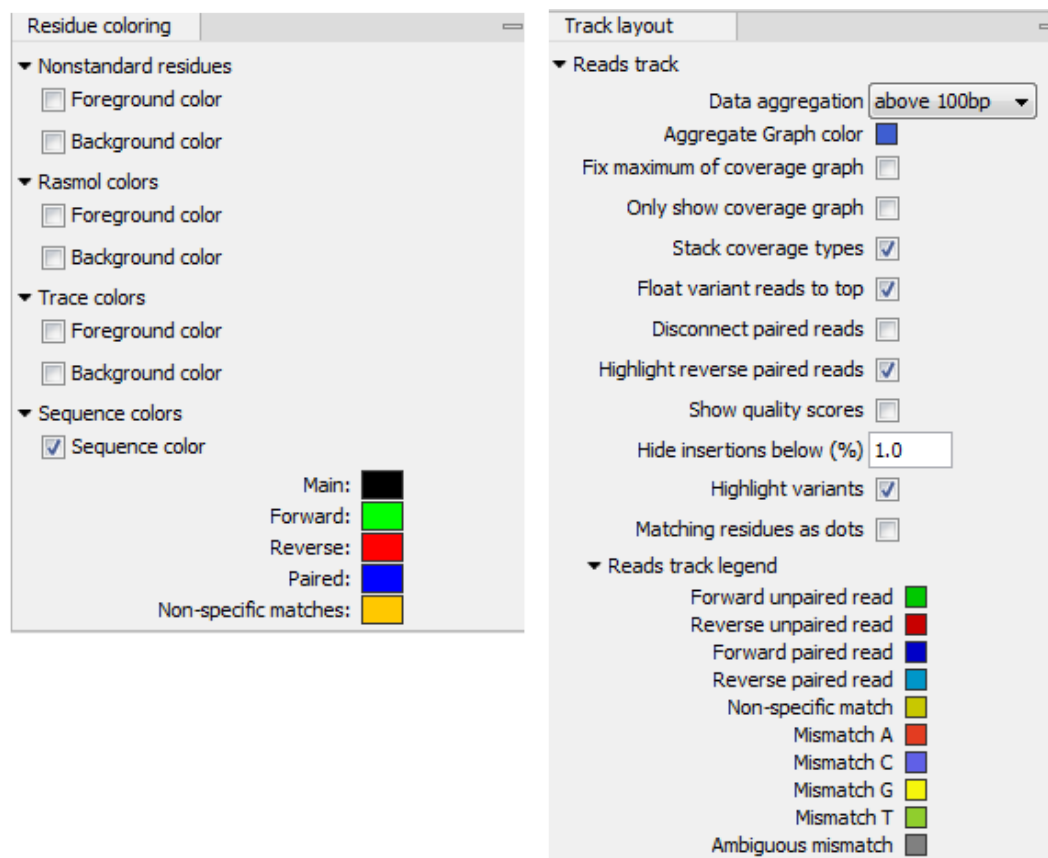 Residue coloring
Nonstandard residues
Foreground color
Background color
Rasmol colors
Foreground color
Background color
Trace colors
Foreground color
Background color
Sequence colors
Sequence color
Main:
Forward:
Reverse:
Paired:
Non-specific matches:
Track layout
Reads track
Data aggregation above 100bp
Aggregate Graph color
Fix maximum of coverage graph
Only show coverage graph
Stack coverage types
Float variant reads to top
Disconnect paired reads
Highlight reverse paired reads
Show quality scores
Hide insertions below (%) 1.0
Highlight variants
Matching residues as dots
Reads track legend
Forward unpaired read
Reverse unpaired read
Forward paired read
Reverse paired read
Non-specific match
Mismatch A
Mismatch C
Mismatch G
Mismatch T
Ambiguous mismatch